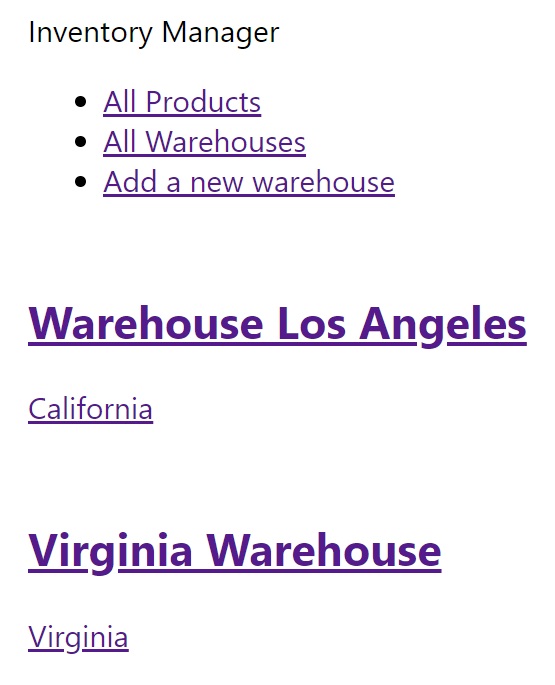 Inventory Manager
All Products
All Warehouses
Add a new warehouse
Warehouse Los Angeles
California
Virginia Warehouse
Virginia